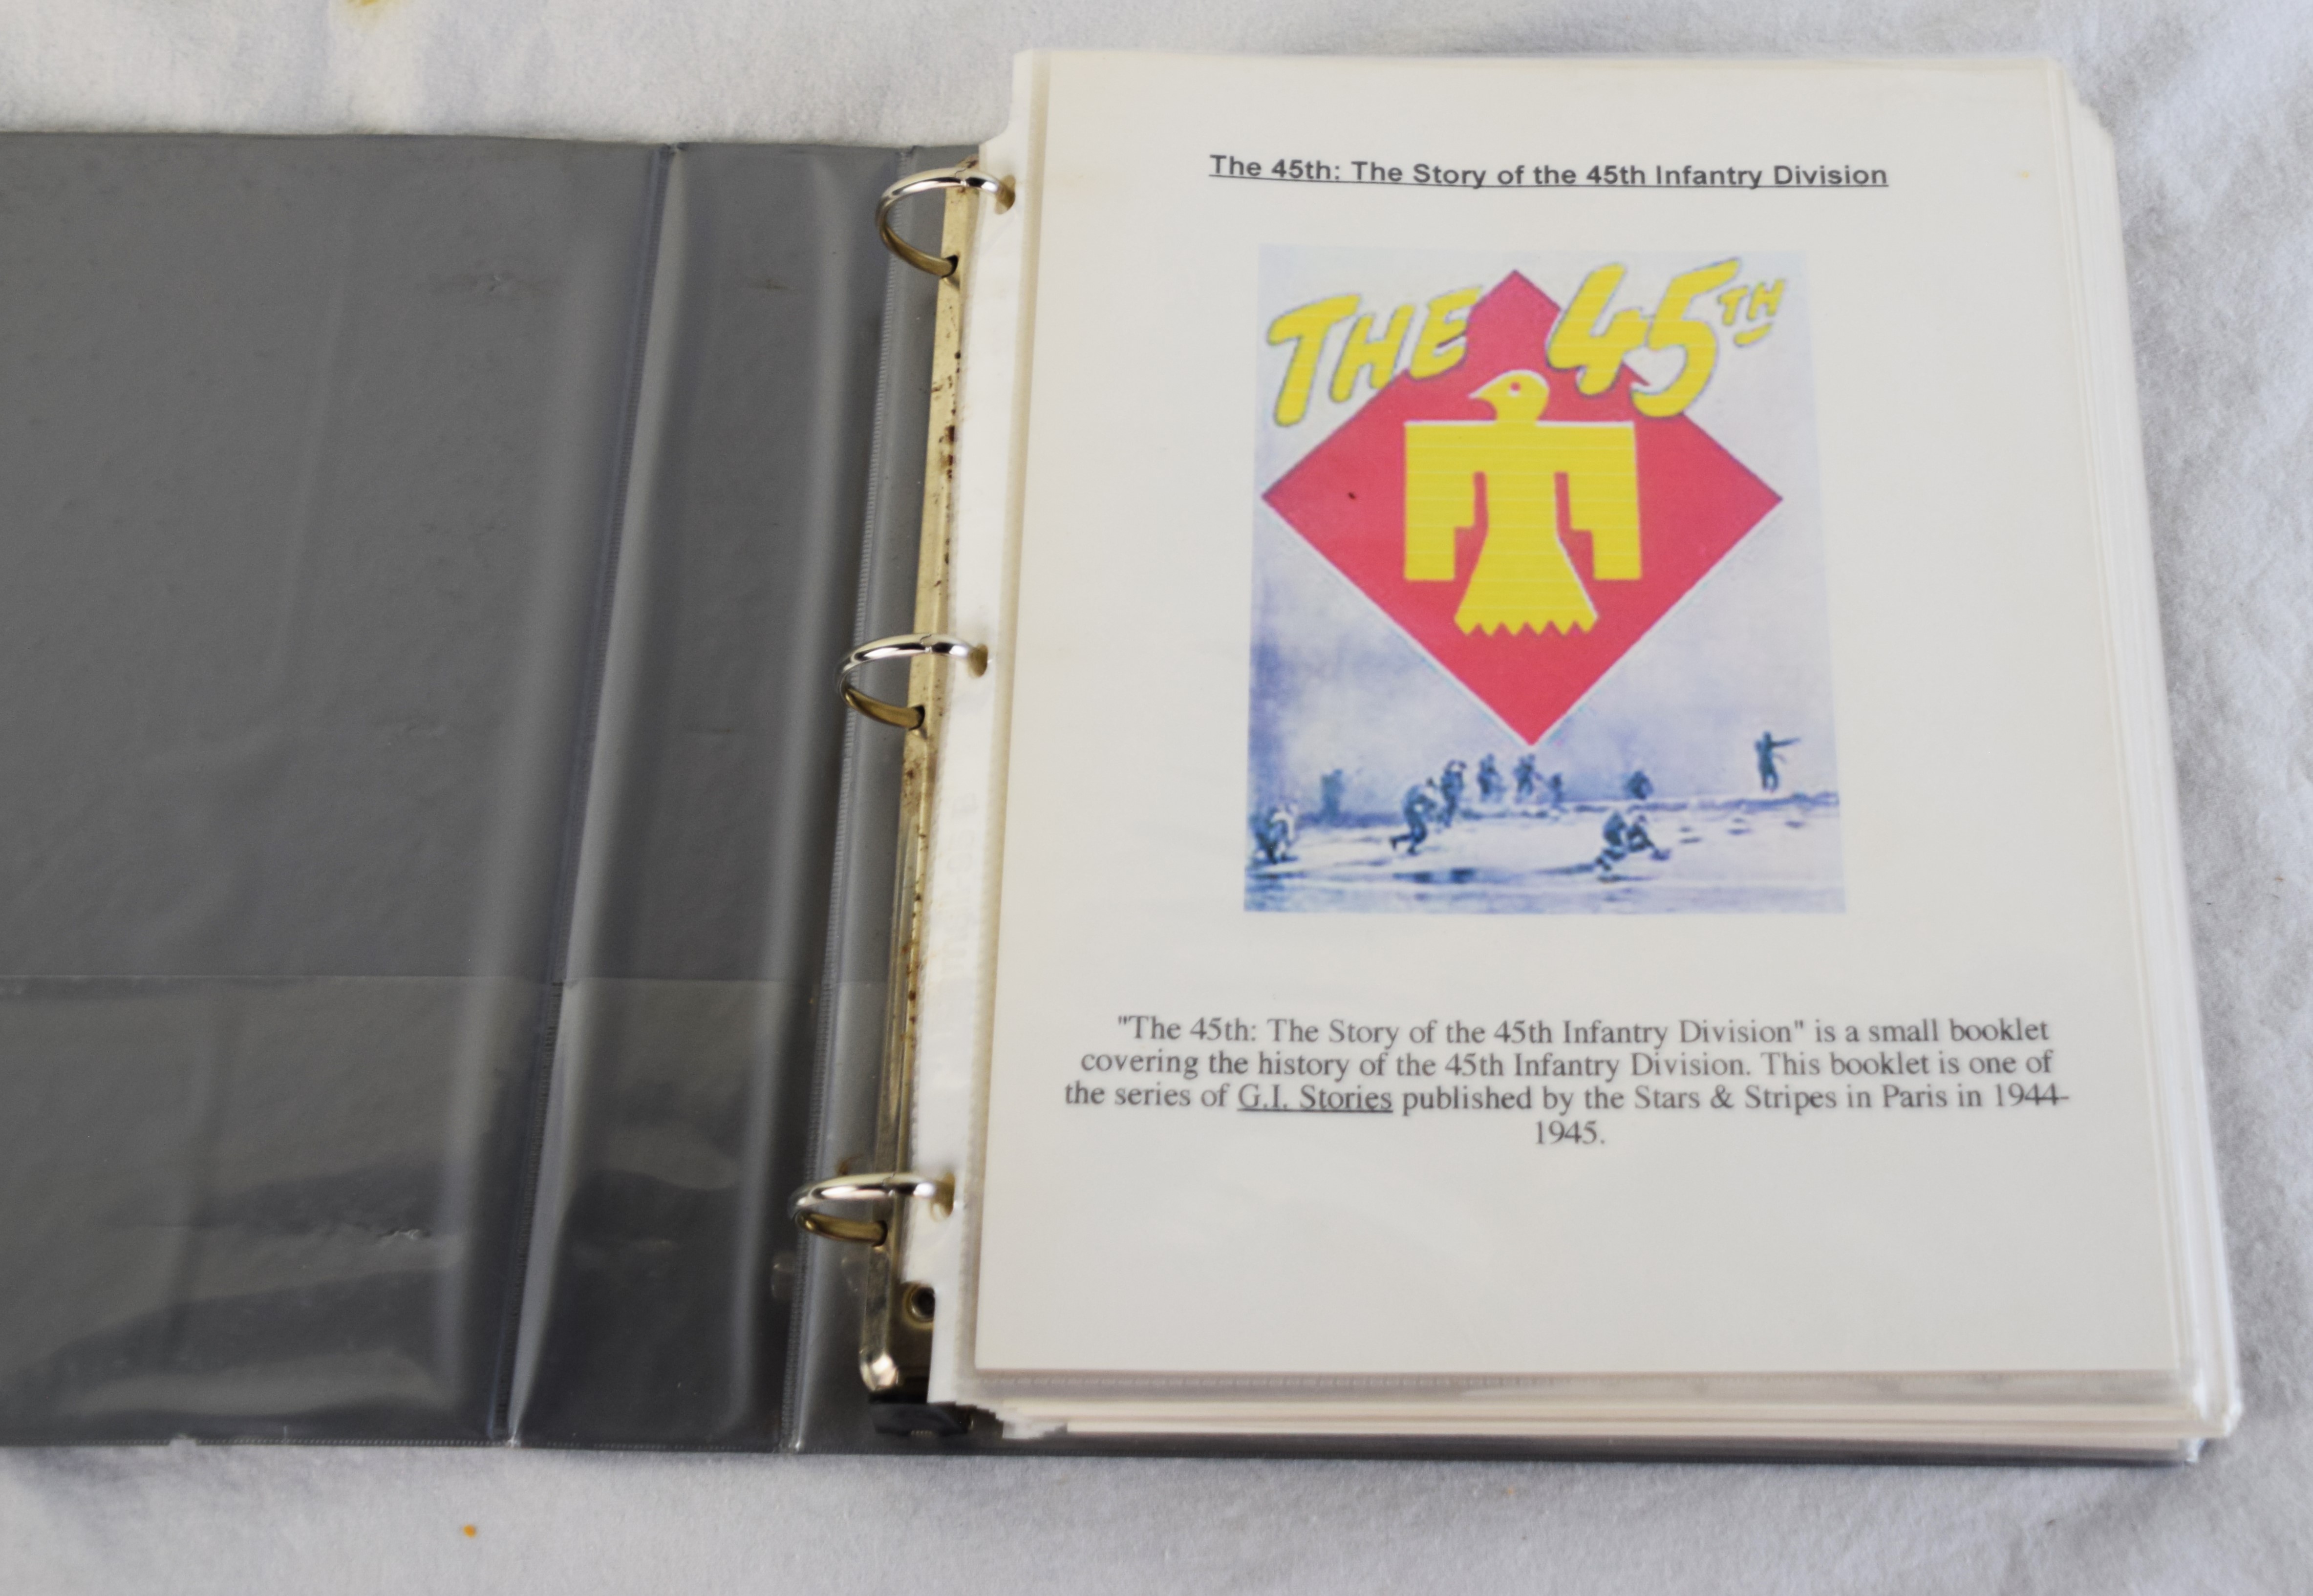 The 45th: The Story of the 45th Infantry Division
THE 45TH
"The 45th: The Story of the 45th Infantry Division" is a small booklet
covering the history of the 45th Infantry Division. This booklet is one of
the series of G.I. Stories published by the Stars & Stripes in Paris in 1944-
1945.